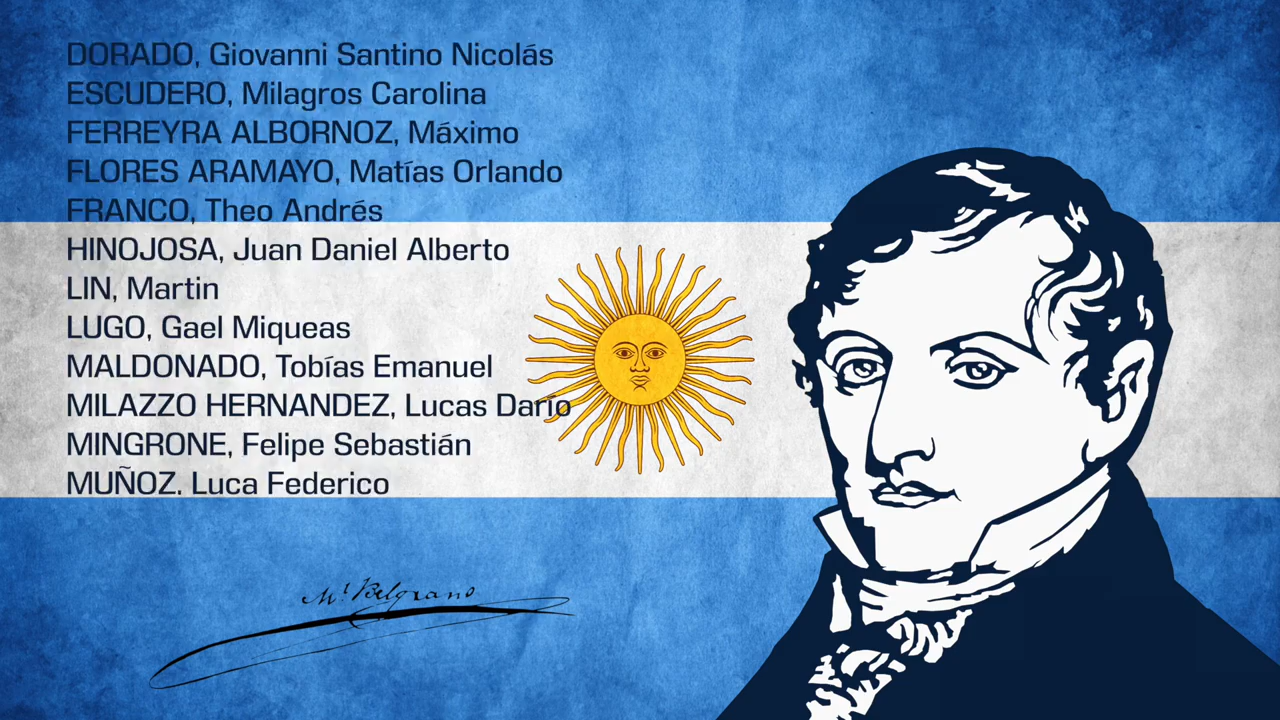 DORADO, Giovanni Santino Nicolás
ESCUDERO, Milagros Carolina
FERREYRA ALBORNOZ, Máximo
FLORES ARAMAYO, Matías Orlando
FRANCO, Theo Andrés
HINOJOSA, Juan Daniel Alberto
LIN, Martin
LUGO, Gael Miqueas
MALDONADO, Tobías Emanuel
MILAZZO HERNANDEZ, Lucas Darío
MINGRONE, Felipe Sebastián
MUÑOZ, Luca Federico
Ml Belgrano